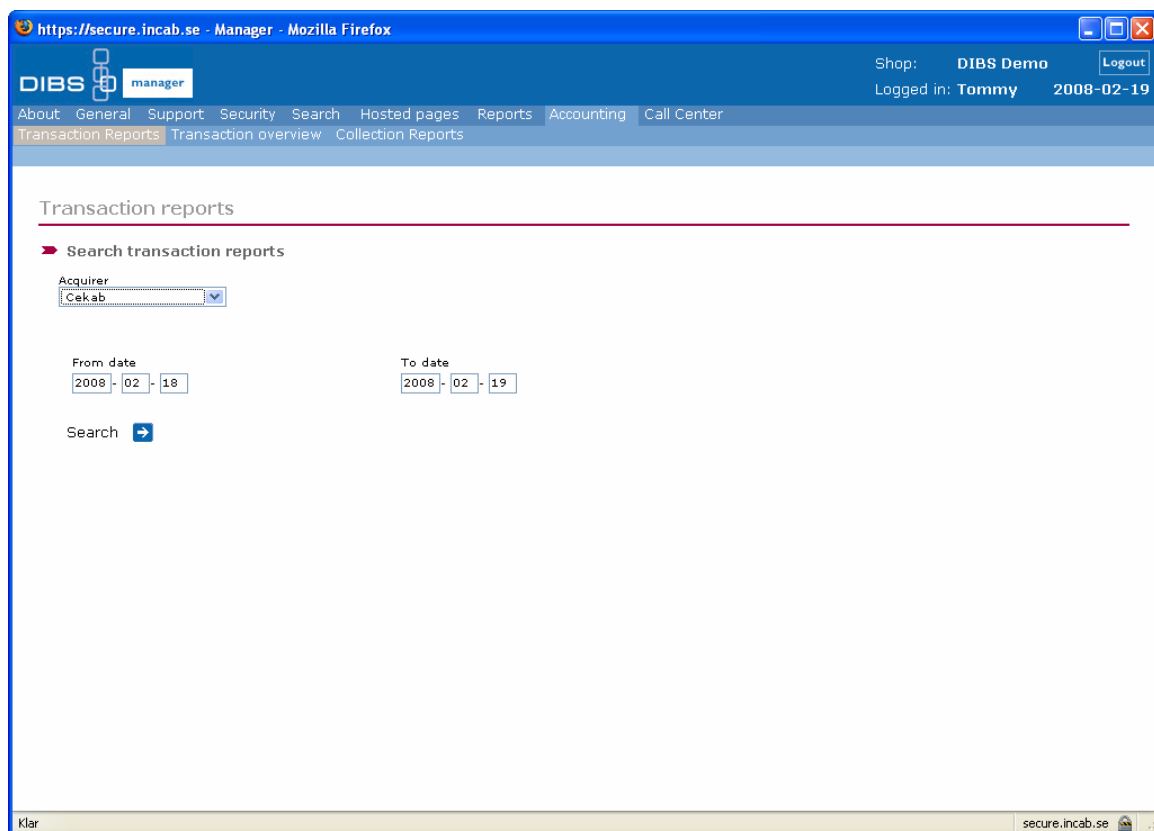 https://secure.incab.se - Manager - Mozilla Firefox
DIBS manager
Shop: DIBS Demo Logout
Logged in: Tommy 2008-02-19
About General Support Security Search Hosted pages Reports Accounting Call Center
Transaction Reports Transaction overview Collection Reports
Transaction reports
Search transaction reports
Acquirer
Cekab
From date To date
2008 - 02 - 18 2008 - 02 - 19
Search
Klar secure.incab.se